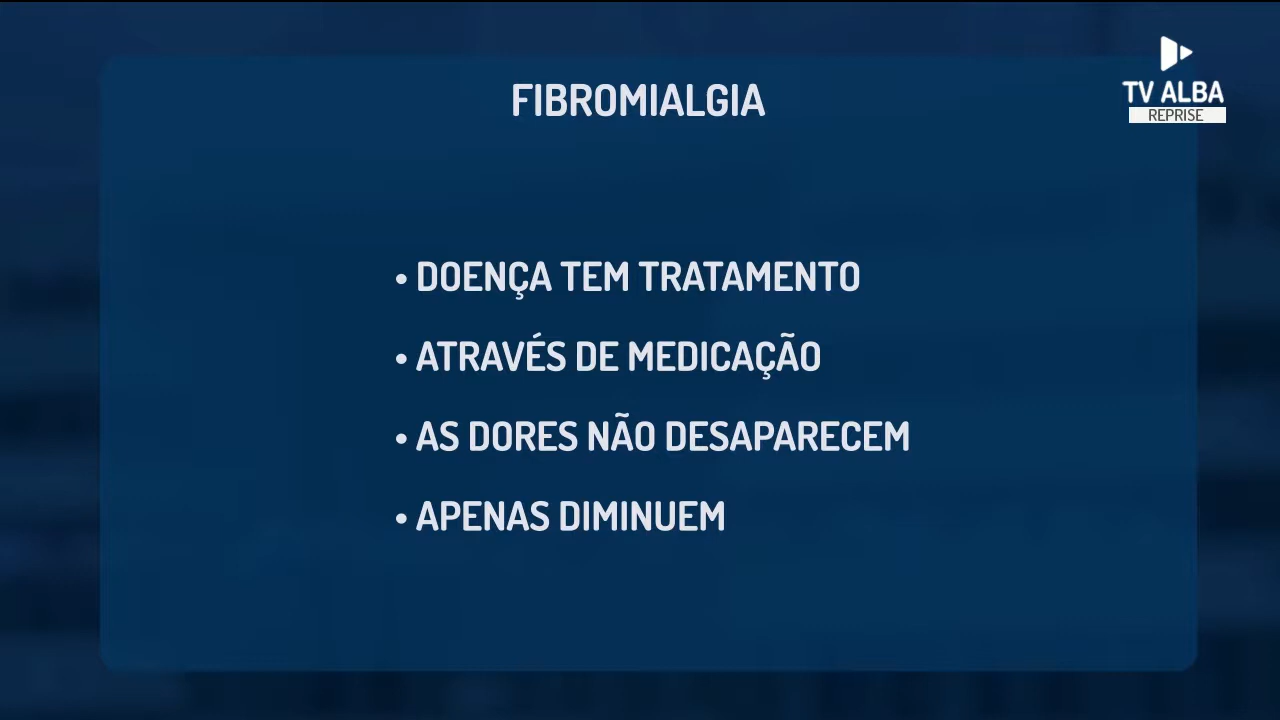 FIBROMIALGIA
TV ALBA
REPRISE
• DOENÇA TEM TRATAMENTO
• ATRAVÉS DE MEDICAÇÃO
• AS DORES NÃO DESAPARECEM
• APENAS DIMINUEM